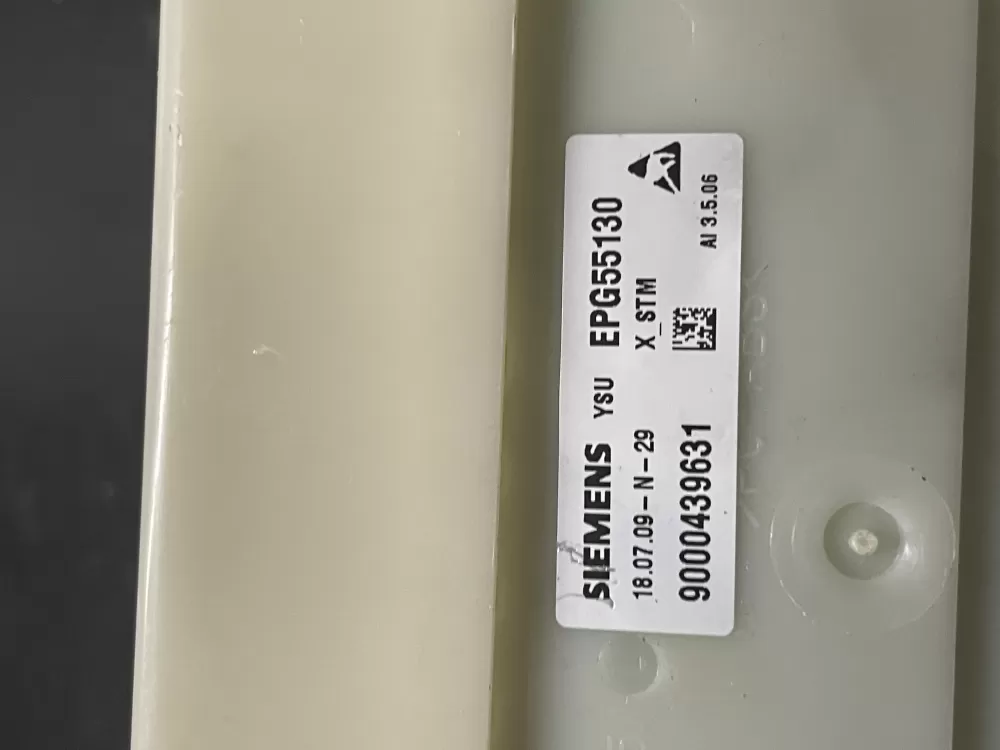 SIEMENS YSU EPG55130
18.07.09-N-29 X_STM
9000439631
AI 3.5.06